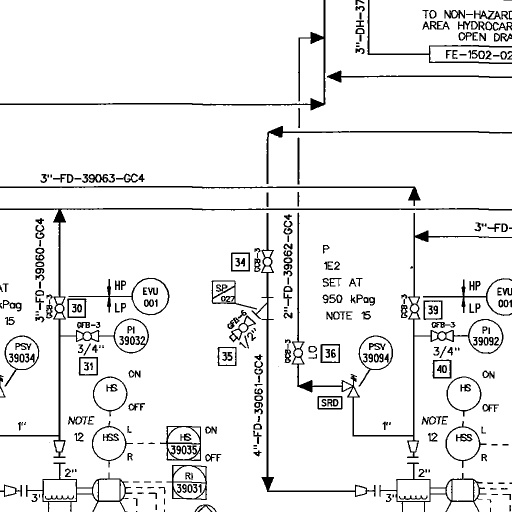 TO NON-HAZARD
AREA HYDROCAR
OPEN DRA
FE-1502-02
3"-DH-37
3"-FD-39063-GC4
3"-FD-
3"-FD-39060-GC4
2"-FD-39062-GC4
4"-FD-39061-GC4
P
1E2
SET AT
950 kPag
NOTE 15
AT
kPag
15
34
GCB-3
SP
027
GFB-6
1/2"
35
GCB-3
LO
36
HP
LP
EVU
001
GCB-3
30
GFB-3
3/4"
31
PI
39032
PSV
39034
HS
ON
OFF
NOTE
12
HSS
L
R
1"
2"
3"
HS
39035
ON
OFF
RI
39031
PSV
39094
SRD
1"
HP
LP
EVU
001
GCB-3
39
GFB-3
3/4"
40
PI
39092
HS
ON
OFF
NOTE
12
HSS
L
R
2"
3"